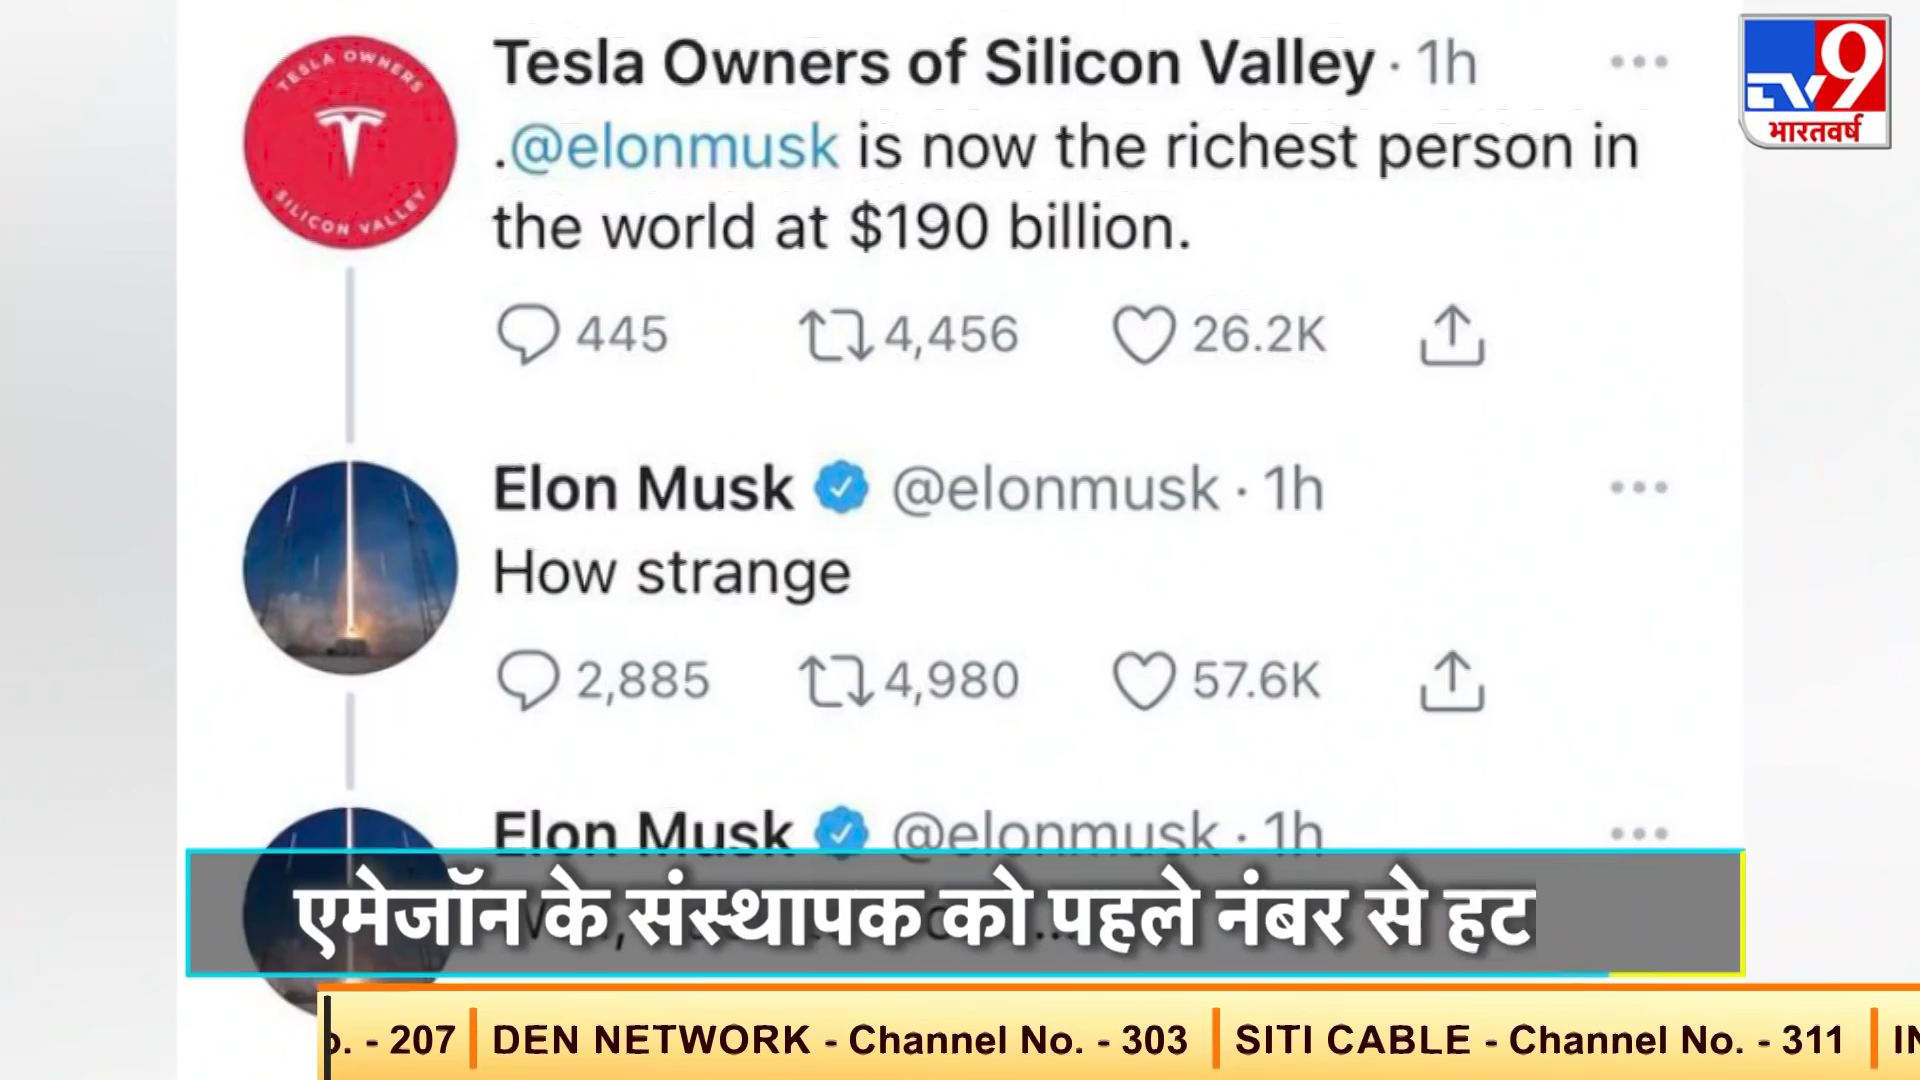 TESLA OWNERS
SILICON VALLEY
Tesla Owners of Silicon Valley · 1h
.@elonmusk is now the richest person in
the world at $190 billion.
445 4,456 26.2K
Elon Musk @elonmusk · 1h
How strange
2,885 4,980 57.6K
Elon Musk @elonmusk · 1h
एमेजॉन के संस्थापक को पहले नंबर से हट
. - 207 | DEN NETWORK - Channel No. - 303 | SITI CABLE - Channel No. - 311
TV9
भारतवर्ष